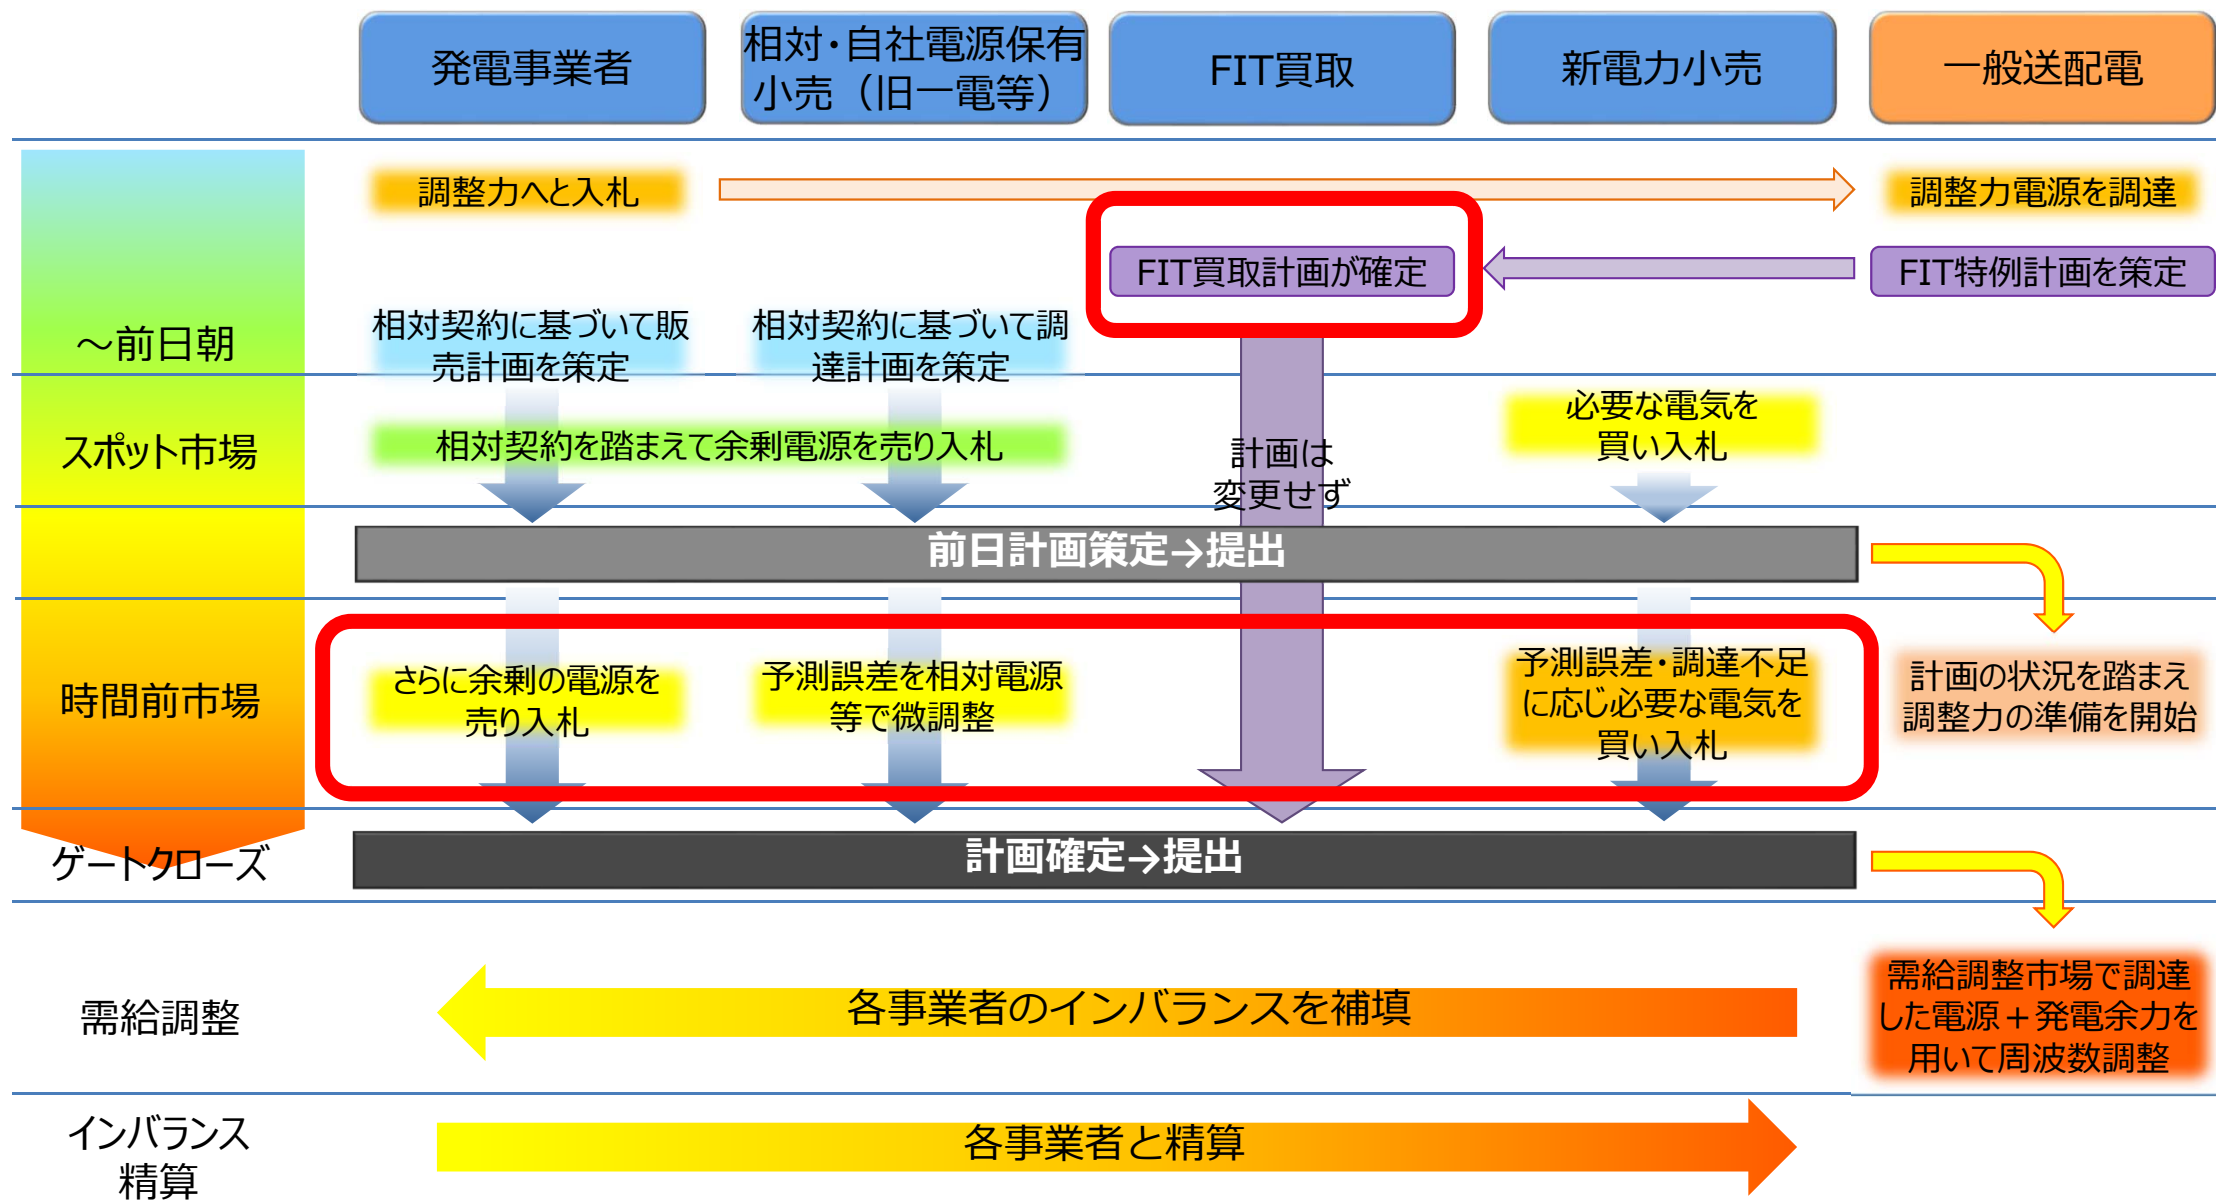 発電事業者
相対・自社電源保有
小売（旧一電等）
FIT買取
新電力小売
一般送配電
調整力へと入札
調整力電源を調達
FIT買取計画が確定
FIT特例計画を策定
～前日朝
相対契約に基づいて販
売計画を策定
相対契約に基づいて調
達計画を策定
スポット市場
相対契約を踏まえて余剰電源を売り入札
計画は
変更せず
必要な電気を
買い入札
前日計画策定→提出
時間前市場
さらに余剰の電源を
売り入札
予測誤差を相対電源
等で微調整
予測誤差・調達不足
に応じ必要な電気を
買い入札
計画の状況を踏まえ
調整力の準備を開始
ゲートクローズ
計画確定→提出
需給調整
各事業者のインバランスを補填
需給調整市場で調達
した電源＋発電余力を
用いて周波数調整
インバランス
精算
各事業者と精算